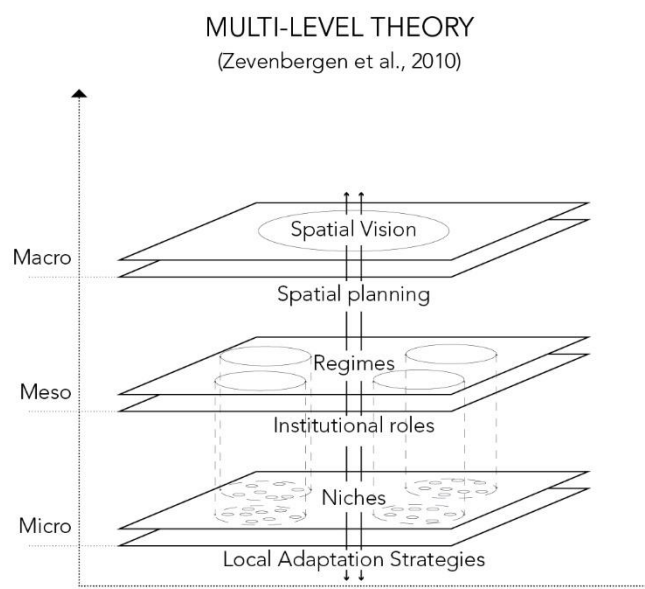 MULTI-LEVEL THEORY
(Zevenbergen et al., 2010)
Spatial Vision
Macro
Spatial planning
Regimes
Meso
Institutional roles
Niches
Micro
Local Adaptation Strategies